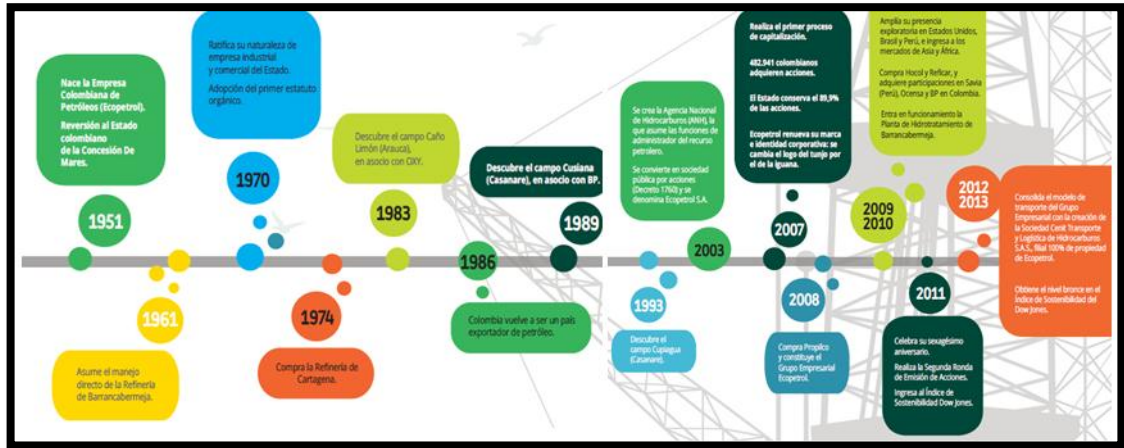 Nace la Empresa
Colombiana de
Petróleos (Ecopetrol).
Reversión al Estado
colombiano
de la Concesión De
Mares.
1951
Asume el manejo
directo de la Refinería
de Barrancabermeja.
1961
Ratifica su naturaleza de
empresa industrial
y comercial del Estado.
Adopción del primer estatuto
orgánico.
1970
1974
Compra la Refinería de
Cartagena.
Descubre el campo Caño
Limón (Arauca),
en asocio con OXY.
1983
1986
Colombia vuelve a ser un país
exportador de petróleo.
Descubre el campo Cusiana
(Casanare), en asocio con BP.
1989
1993
Descubre el
campo Cupiagua
(Casanare).
Se crea la Agencia Nacional
de Hidrocarburos (ANH), la
que asume las funciones de
administrador del recurso
petrolero.
Se convierte en sociedad
pública por acciones
(Decreto 1760) y se
denomina Ecopetrol S.A.
2003
Realiza el primer proceso
de capitalización.
482.941 colombianos
adquieren acciones.
El Estado conserva el 89,9%
de las acciones.
Ecopetrol renueva su marca
e identidad corporativa: se
cambia el logo del tunjo por
el de la iguana.
2007
2008
Compra Propilco
y constituye el
Grupo Empresarial
Ecopetrol.
Amplía su presencia
exploratoria en Estados Unidos,
Brasil y Perú, e ingresa a los
mercados de Asia y África.
Compra Hocol y Reficar, y
adquiere participaciones en Savia
(Perú), Ocensa y BP en Colombia.
Entra en funcionamiento la
Planta de Hidrotratamiento de
Barrancabermeja.
2009
2010
2011
Celebra su sexagésimo
aniversario.
Realiza la Segunda Ronda
de Emisión de Acciones.
Ingresa al Índice de
Sostenibilidad Dow Jones.
2012
2013
Consolida el modelo de
transporte del Grupo
Empresarial con la creación de
la Sociedad Cenit Transporte
y Logística de Hidrocarburos
S.A.S., filial 100% de propiedad
de Ecopetrol.
Obtiene el nivel bronce en el
Índice de Sostenibilidad del
Dow Jones.